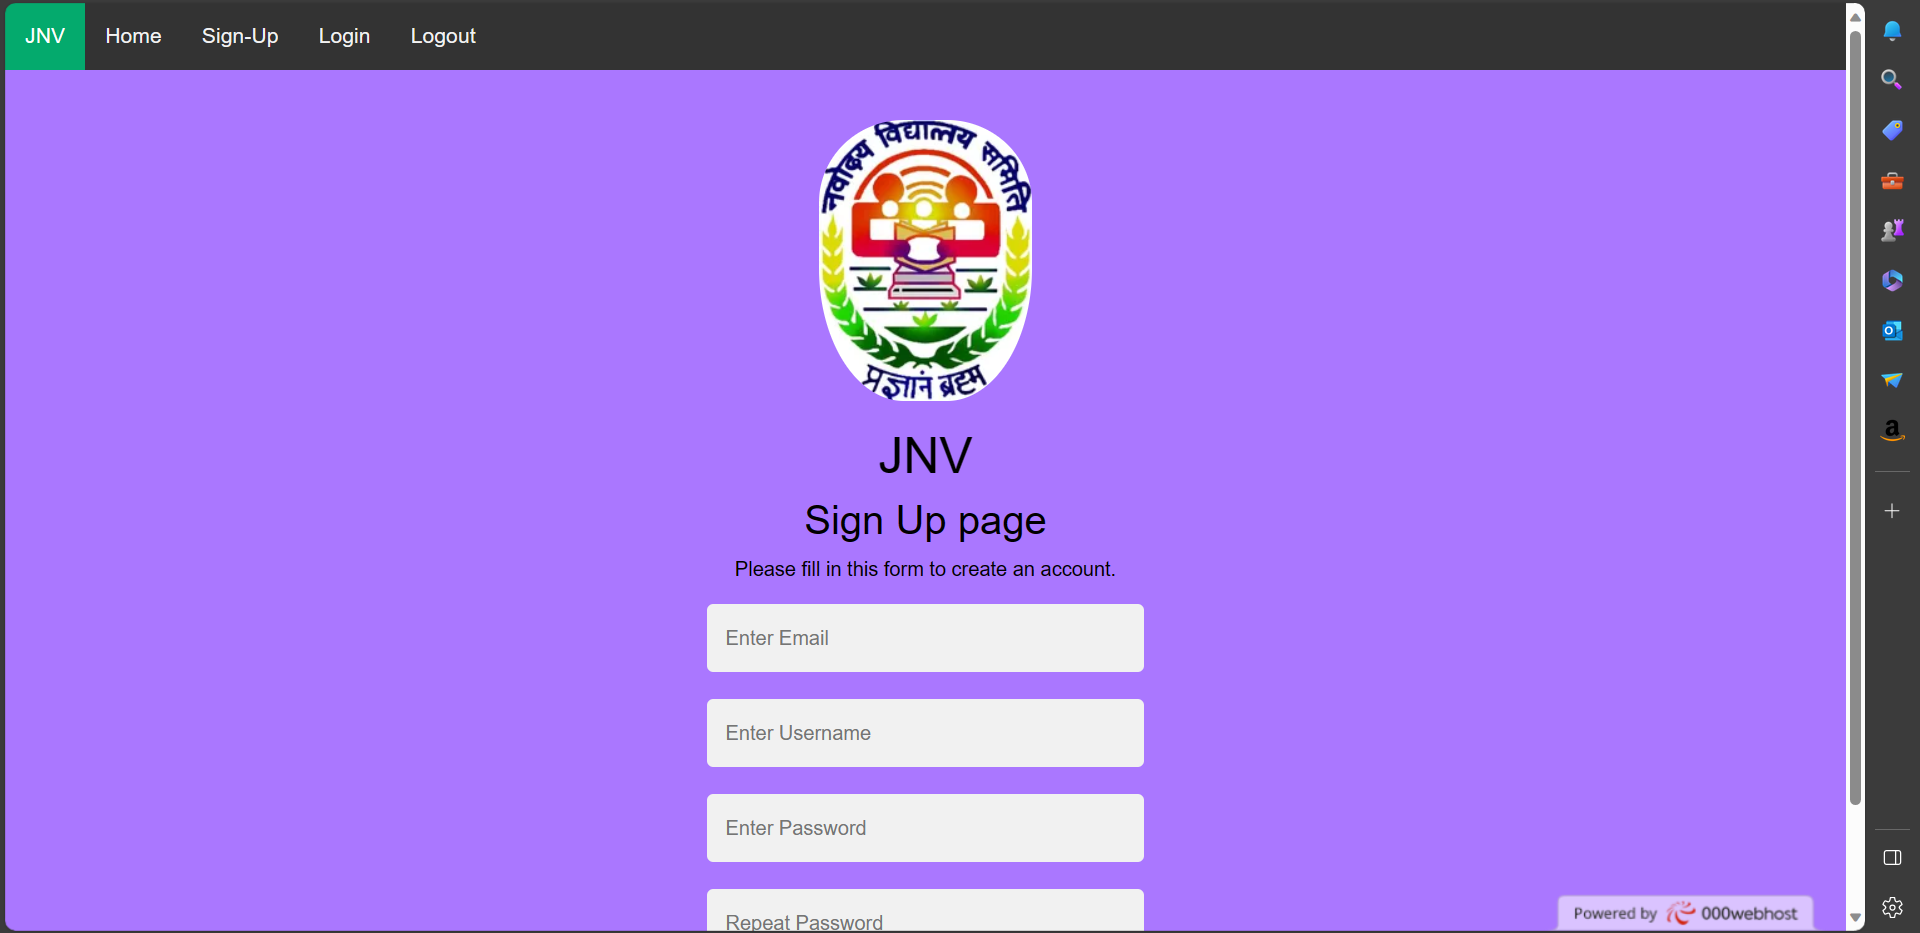 JNV Home Sign-Up Login Logout
नवोदय विद्यालय समिति
प्रज्ञानं ब्रह्म
JNV
Sign Up page
Please fill in this form to create an account.
Enter Email
Enter Username
Enter Password
Repeat Password
Powered by 000webhost